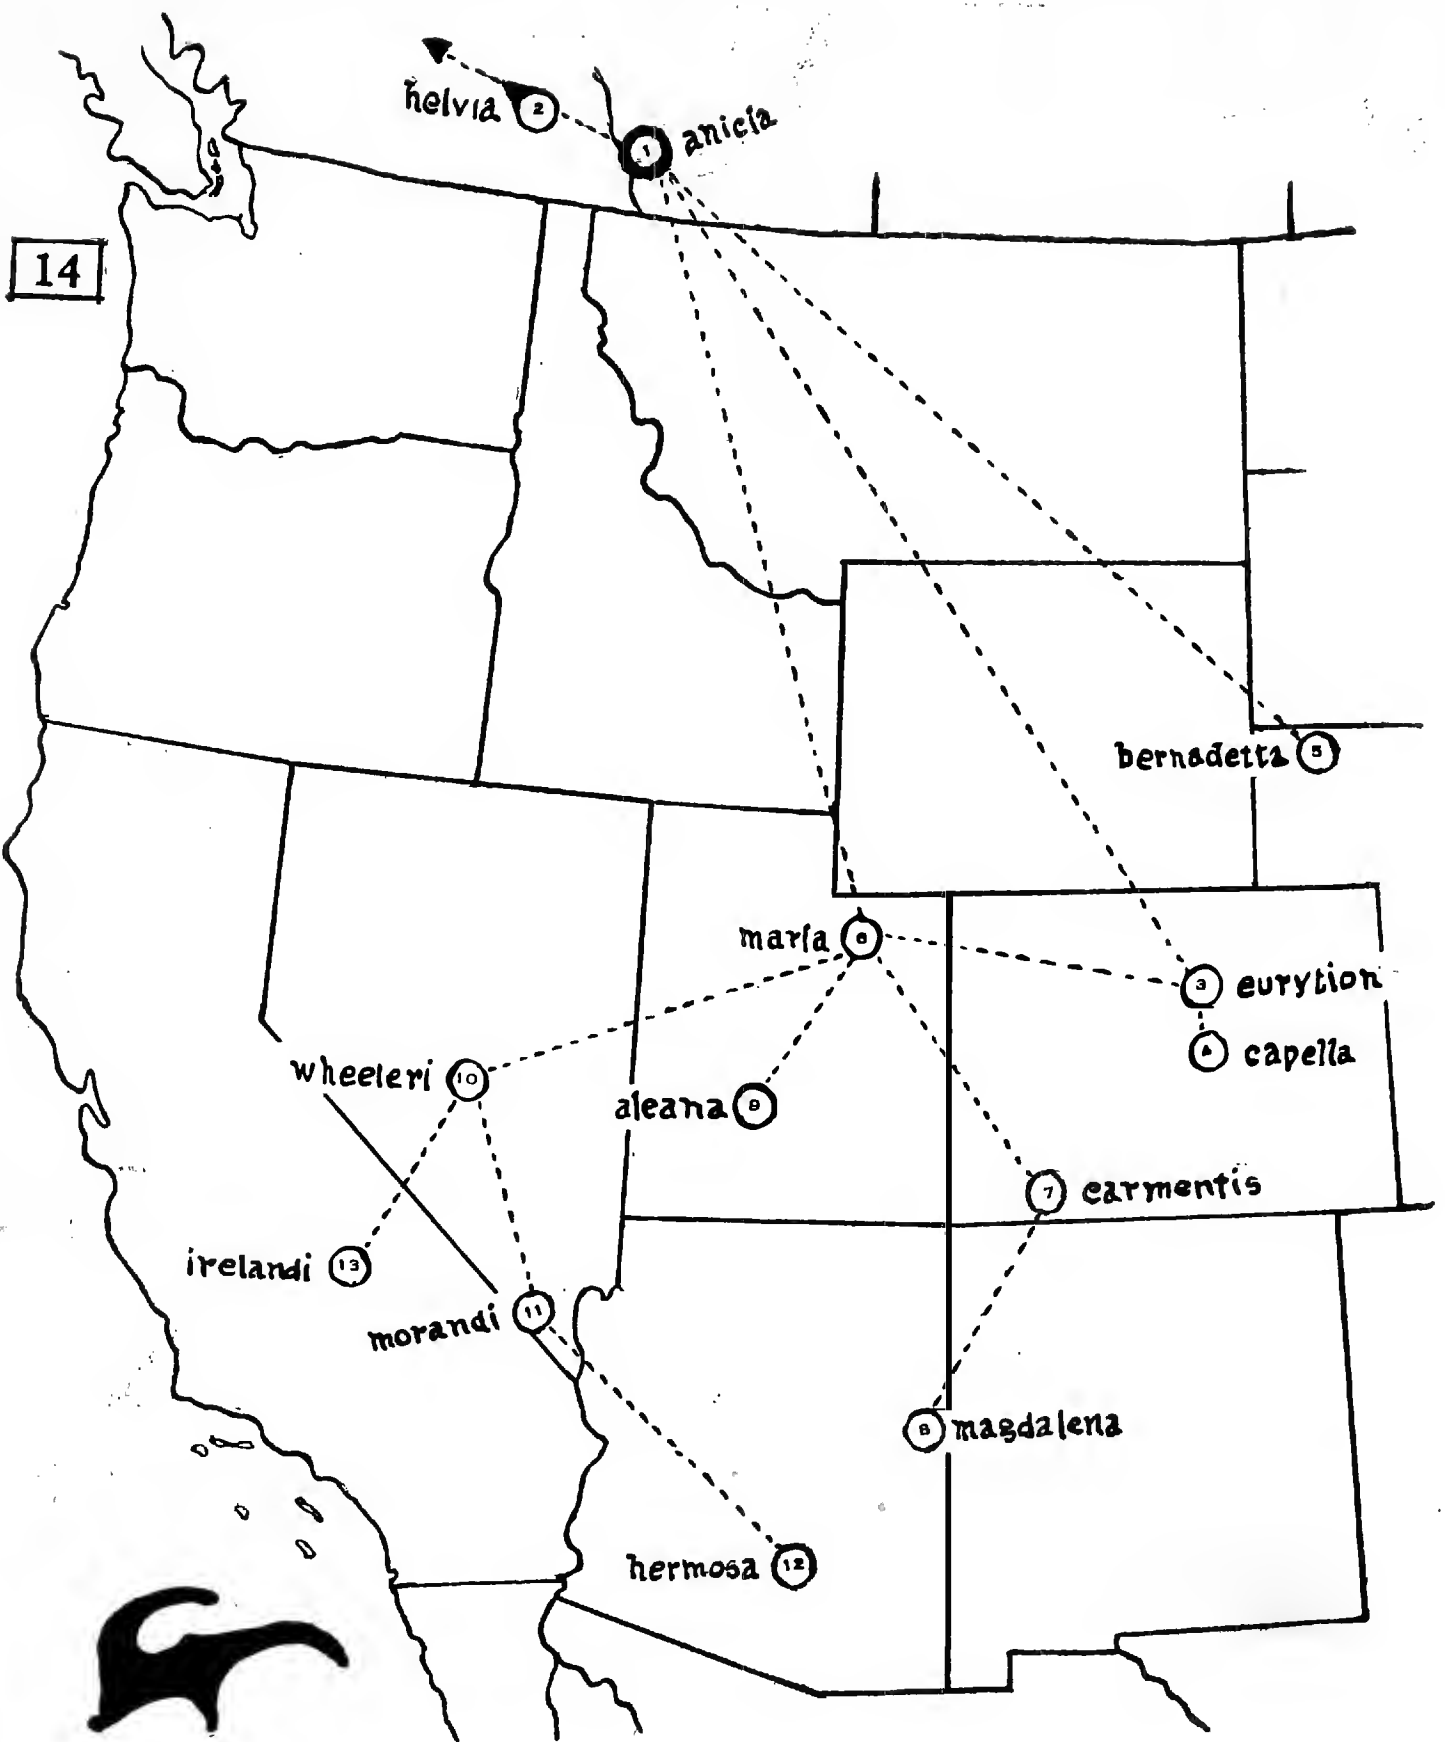 helvia 2
1 anicia
14
bernadetta 5
maria 6
3 eurytion
4 capella
wheeleri 10
aleana 9
7 carmentis
irelandi 13
morandi 11
8 magdalena
hermosa 12